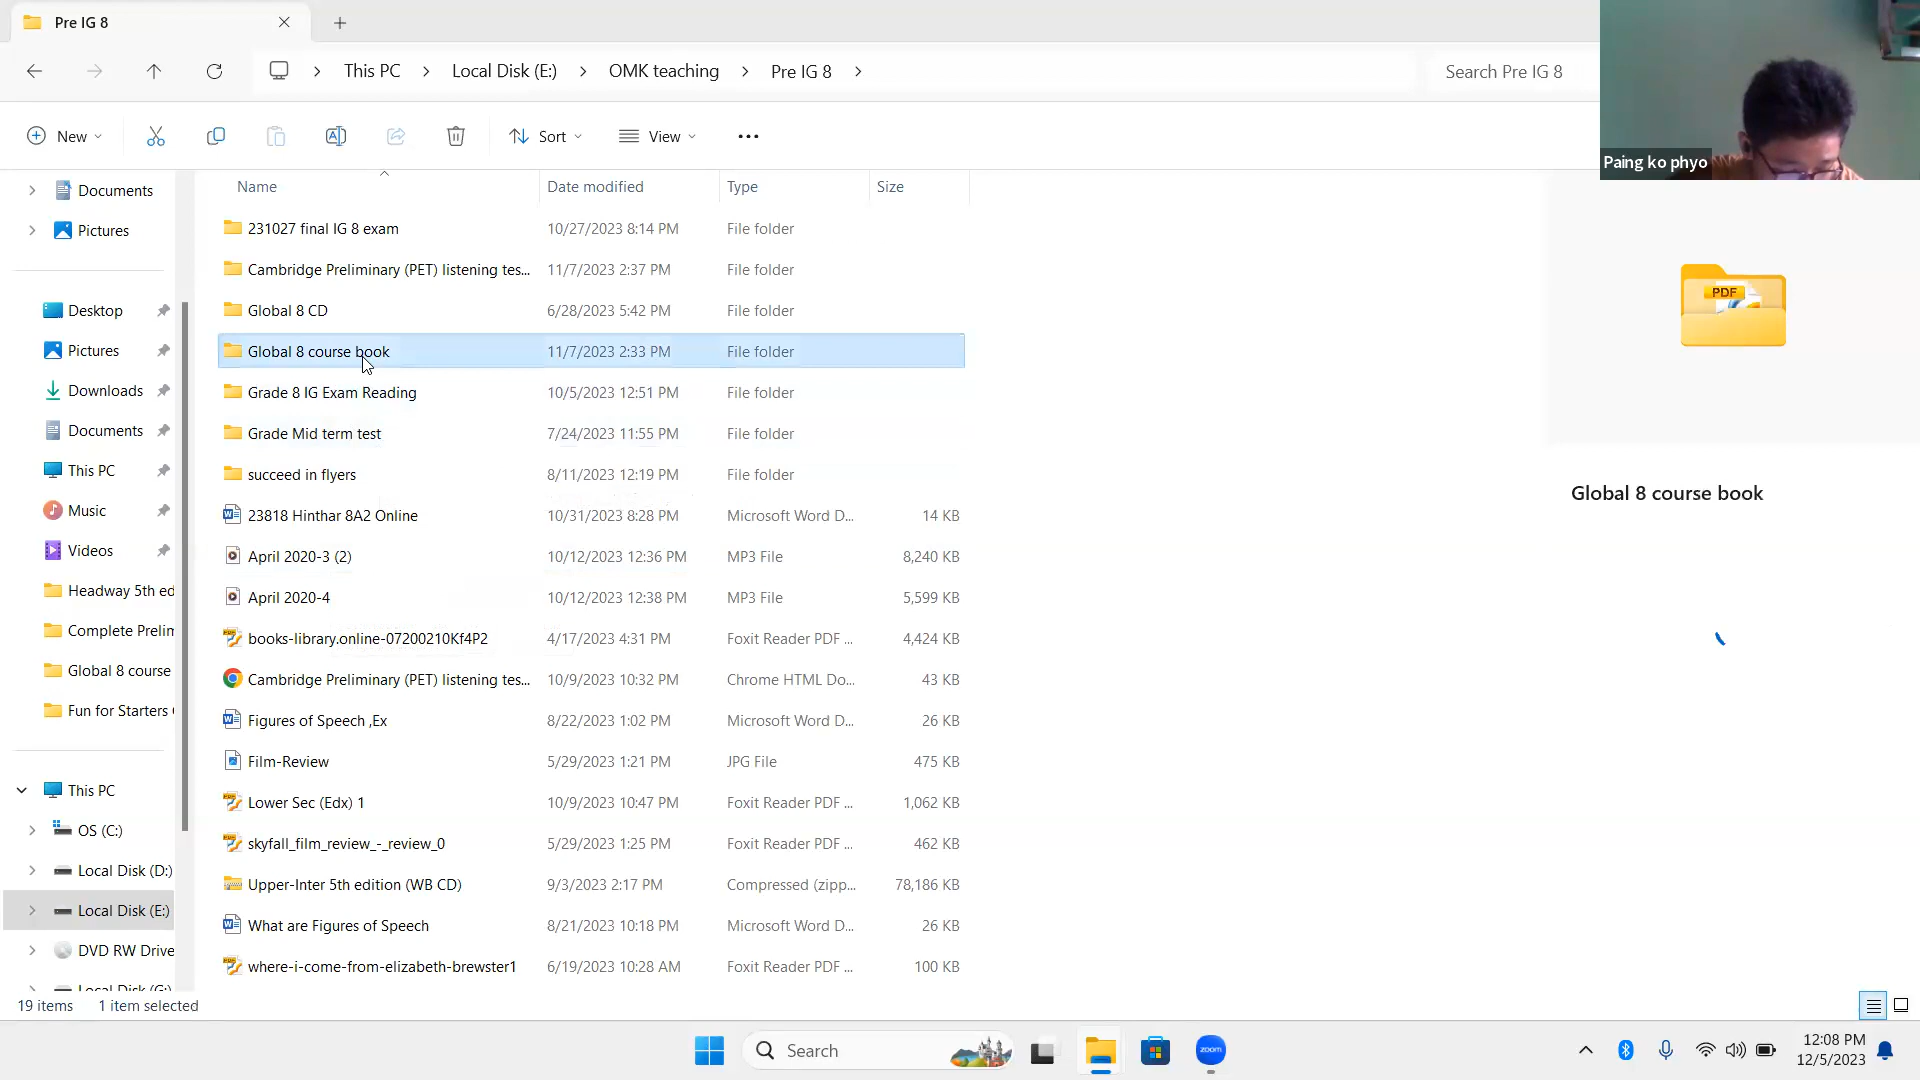 Pre IG 8
This PC > Local Disk (E:) > OMK teaching > Pre IG 8 >
Search Pre IG 8
New
Sort
View
Paing ko phyo
Documents
Pictures
Desktop
Pictures
Downloads
Documents
This PC
Music
Videos
Headway 5th ed
Complete Prelim
Global 8 course
Fun for Starters
This PC
OS (C:)
Local Disk (D:)
Local Disk (E:)
DVD RW Drive
Local Disk (G:)
Name Date modified Type Size
231027 final IG 8 exam 10/27/2023 8:14 PM File folder
Cambridge Preliminary (PET) listening tes... 11/7/2023 2:37 PM File folder
Global 8 CD 6/28/2023 5:42 PM File folder
Global 8 course book 11/7/2023 2:33 PM File folder
Grade 8 IG Exam Reading 10/5/2023 12:51 PM File folder
Grade Mid term test 7/24/2023 11:55 PM File folder
succeed in flyers 8/11/2023 12:19 PM File folder
23818 Hinthar 8A2 Online 10/31/2023 8:28 PM Microsoft Word D... 14 KB
April 2020-3 (2) 10/12/2023 12:36 PM MP3 File 8,240 KB
April 2020-4 10/12/2023 12:38 PM MP3 File 5,599 KB
books-library.online-07200210Kf4P2 4/17/2023 4:31 PM Foxit Reader PDF ... 4,424 KB
Cambridge Preliminary (PET) listening tes... 10/9/2023 10:32 PM Chrome HTML Do... 43 KB
Figures of Speech ,Ex 8/22/2023 1:02 PM Microsoft Word D... 26 KB
Film-Review 5/29/2023 1:21 PM JPG File 475 KB
Lower Sec (Edx) 1 10/9/2023 10:47 PM Foxit Reader PDF ... 1,062 KB
skyfall_film_review_-_review_0 5/29/2023 1:25 PM Foxit Reader PDF ... 462 KB
Upper-Inter 5th edition (WB CD) 9/3/2023 2:17 PM Compressed (zipp... 78,186 KB
What are Figures of Speech 8/21/2023 10:18 PM Microsoft Word D... 26 KB
where-i-come-from-elizabeth-brewster1 6/19/2023 10:28 AM Foxit Reader PDF ... 100 KB
PDF
Global 8 course book
19 items 1 item selected
Search
zoom
12:08 PM
12/5/2023